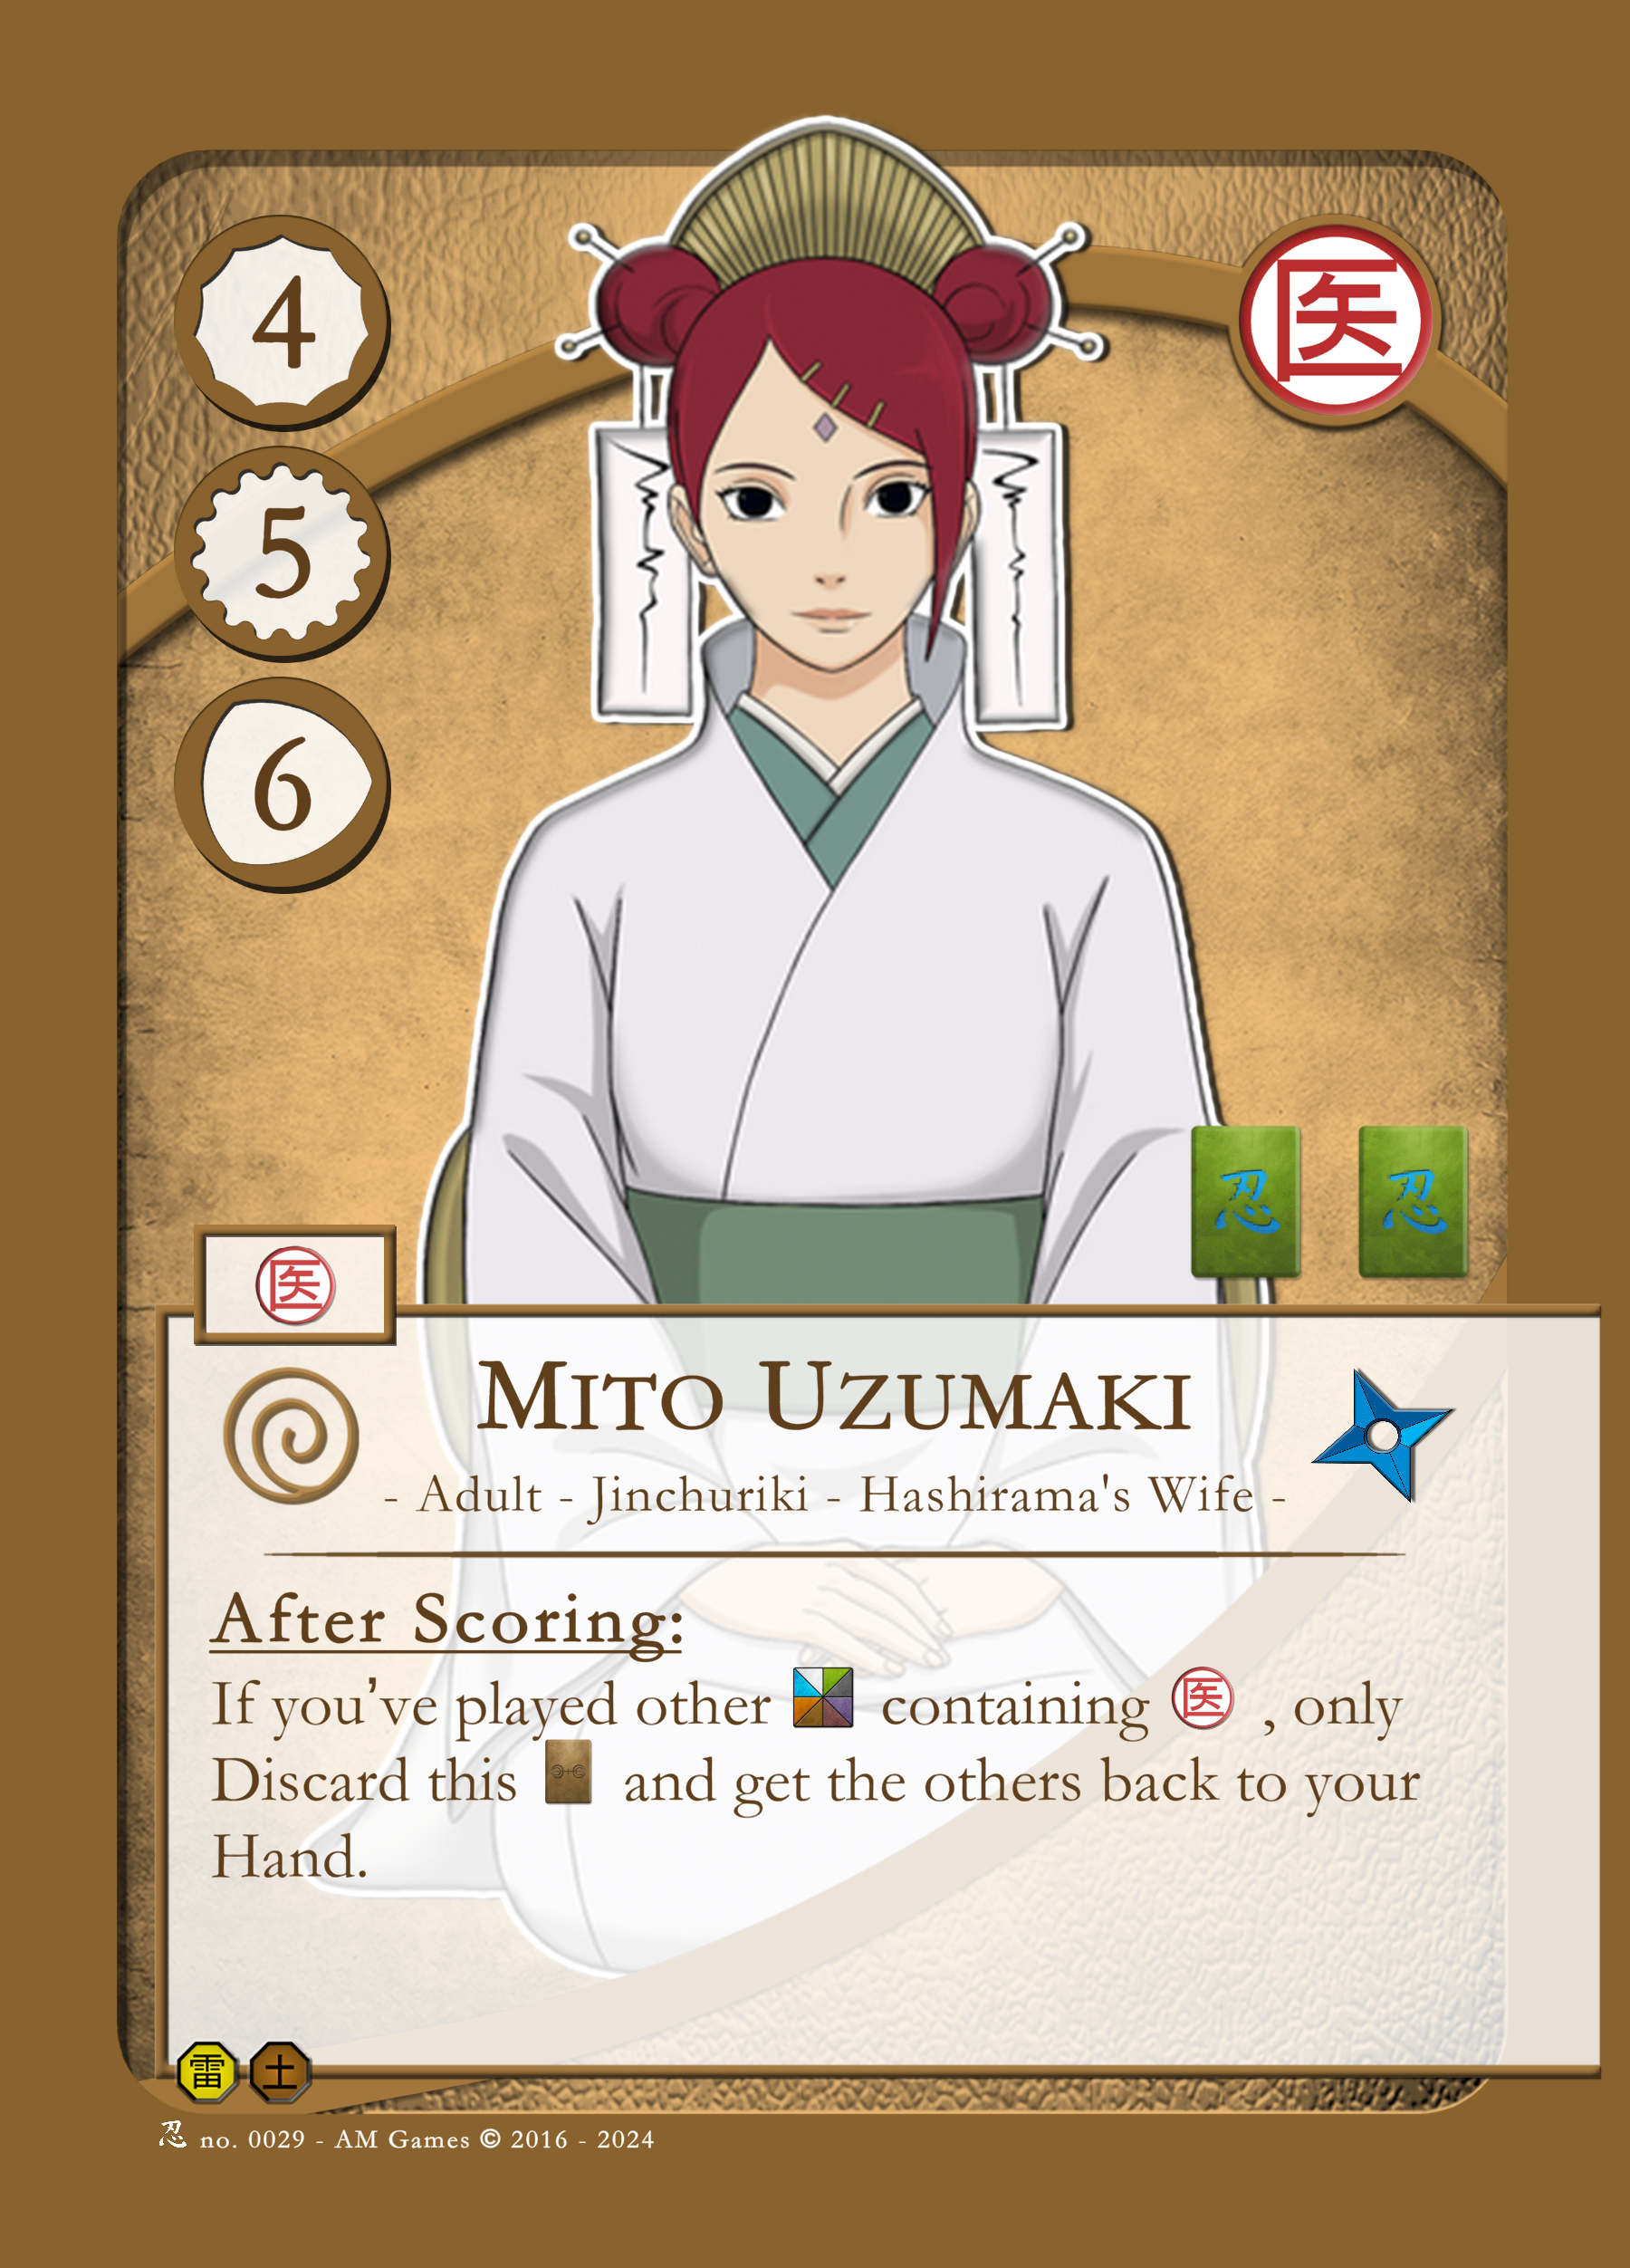 4
医
5
6
忍 忍
医
Mito Uzumaki
- Adult - Jinchuriki - Hashirama's Wife -
After Scoring:
If you've played other containing 医 , only
Discard this and get the others back to your
Hand.
雷 土
忍 no. 0029 - AM Games © 2016 - 2024